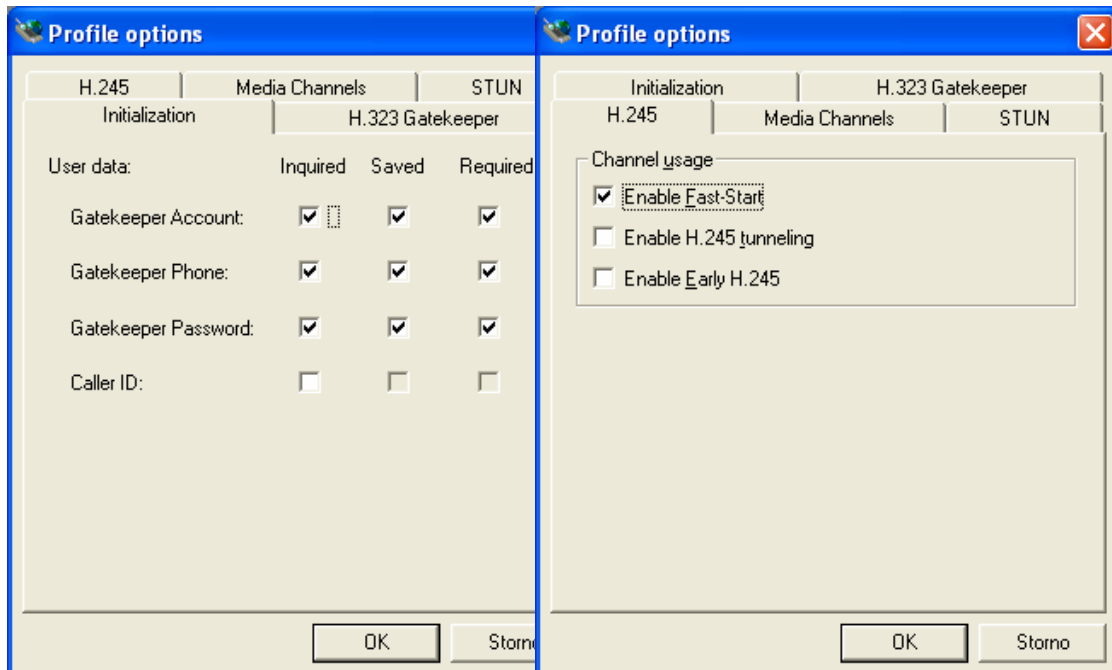 Profile options
H.245 Media Channels STUN
Initialization H.323 Gatekeeper
User data: Inquired Saved Required
Gatekeeper Account:
Gatekeeper Phone:
Gatekeeper Password:
Caller ID:
OK Storno
Profile options
Initialization H.323 Gatekeeper
H.245 Media Channels STUN
Channel usage
Enable Fast-Start
Enable H.245 tunneling
Enable Early H.245
OK Storno